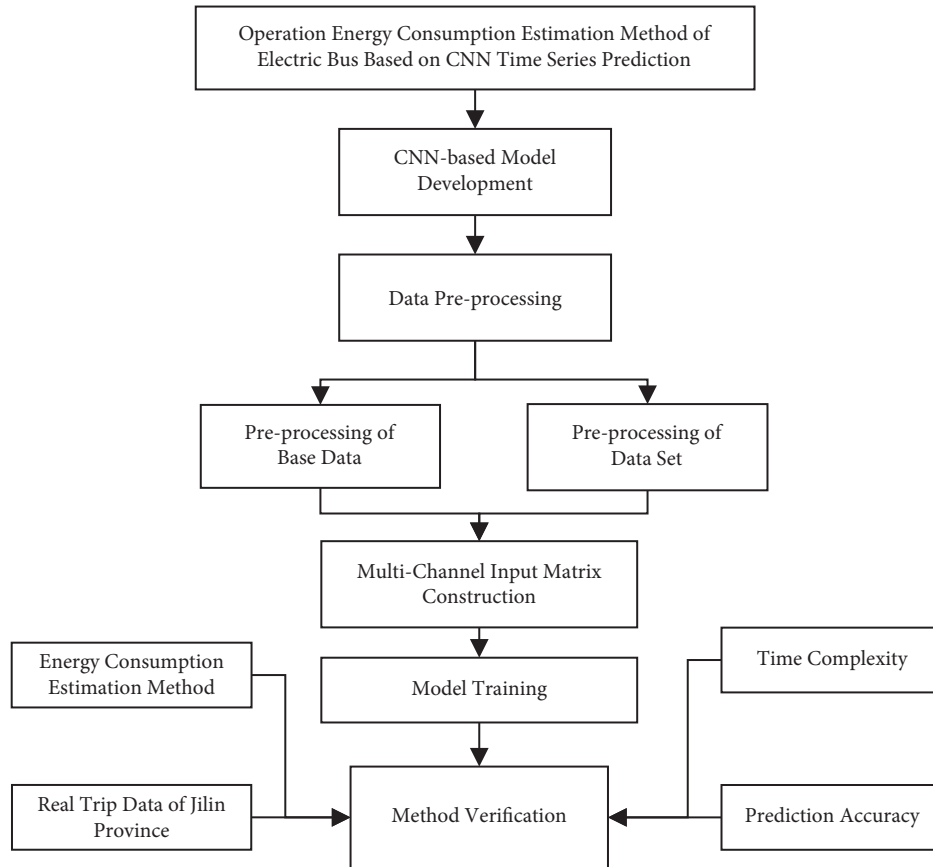 Operation Energy Consumption Estimation Method of
Electric Bus Based on CNN Time Series Prediction
CNN-based Model
Development
Data Pre-processing
Pre-processing of
Base Data
Pre-processing of
Data Set
Multi-Channel Input Matrix
Construction
Energy Consumption
Estimation Method
Model Training
Time Complexity
Real Trip Data of Jilin
Province
Method Verification
Prediction Accuracy